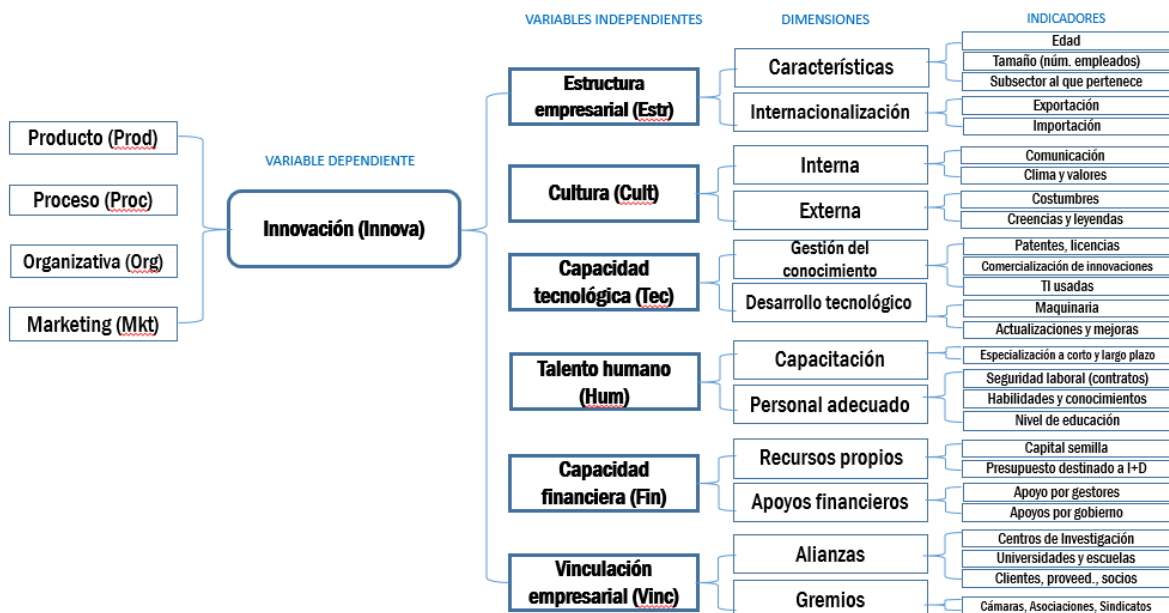 VARIABLES INDEPENDIENTES
DIMENSIONES
INDICADORES
Producto (Prod)
Proceso (Proc)
Organizativa (Org)
Marketing (Mkt)
VARIABLE DEPENDIENTE
Innovación (Innova)
Estructura
empresarial (Estr)
Características
Edad
Tamaño (núm. empleados)
Subsector al que pertenece
Internacionalización
Exportación
Importación
Cultura (Cult)
Interna
Comunicación
Clima y valores
Externa
Costumbres
Creencias y leyendas
Capacidad
tecnológica (Tec)
Gestión del
conocimiento
Patentes, licencias
Comercialización de innovaciones
TI usadas
Desarrollo tecnológico
Maquinaria
Actualizaciones y mejoras
Talento humano
(Hum)
Capacitación
Especialización a corto y largo plazo
Personal adecuado
Seguridad laboral (contratos)
Habilidades y conocimientos
Nivel de educación
Capacidad
financiera (Fin)
Recursos propios
Capital semilla
Presupuesto destinado a I+D
Apoyos financieros
Apoyo por gestores
Apoyos por gobierno
Vinculación
empresarial (Vinc)
Alianzas
Centros de Investigación
Universidades y escuelas
Clientes, proveed., socios
Gremios
Cámaras, Asociaciones, Sindicatos